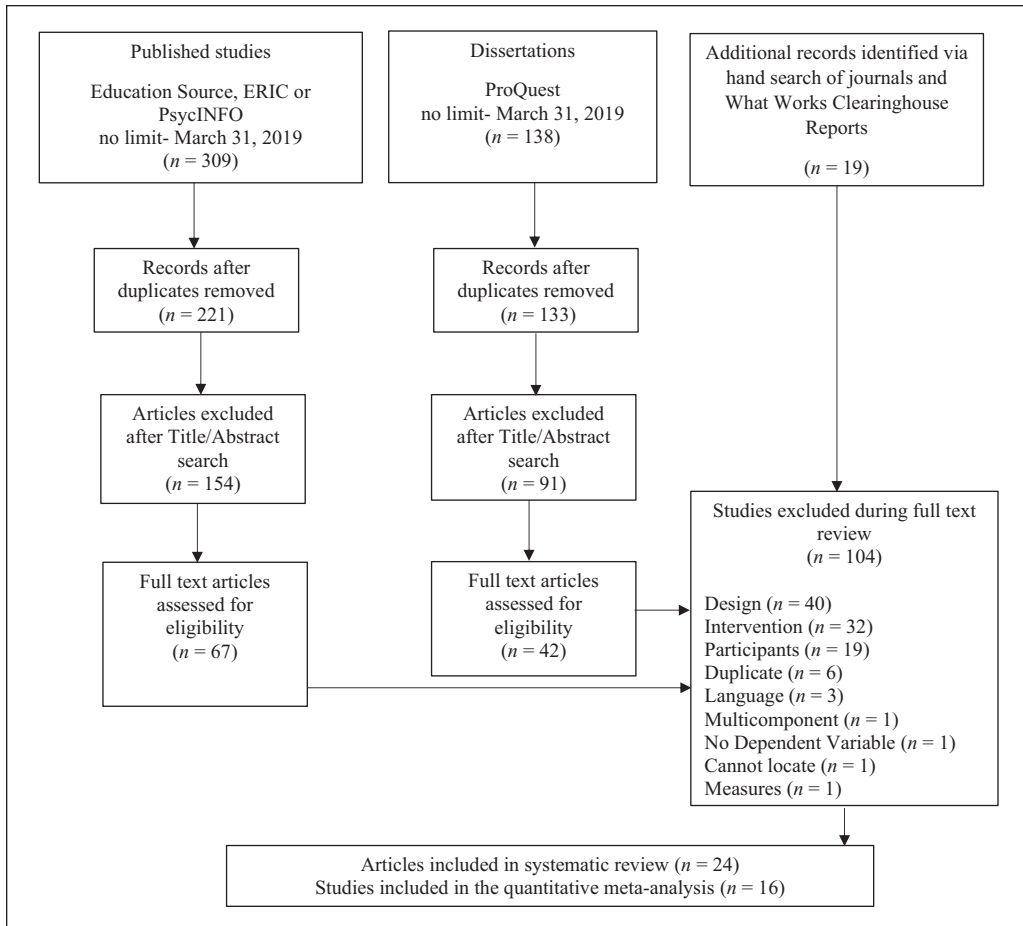 Published studies
Education Source, ERIC or
PsycINFO
no limit- March 31, 2019
(n = 309)
Dissertations
ProQuest
no limit- March 31, 2019
(n = 138)
Additional records identified via
hand search of journals and
What Works Clearinghouse
Reports
(n = 19)
Records after
duplicates removed
(n = 221)
Records after
duplicates removed
(n = 133)
Articles excluded
after Title/Abstract
search
(n = 154)
Articles excluded
after Title/Abstract
search
(n = 91)
Full text articles
assessed for
eligibility
(n = 67)
Full text articles
assessed for
eligibility
(n = 42)
Studies excluded during full text
review
(n = 104)
Design (n = 40)
Intervention (n = 32)
Participants (n = 19)
Duplicate (n = 6)
Language (n = 3)
Multicomponent (n = 1)
No Dependent Variable (n = 1)
Cannot locate (n = 1)
Measures (n = 1)
Articles included in systematic review (n = 24)
Studies included in the quantitative meta-analysis (n = 16)